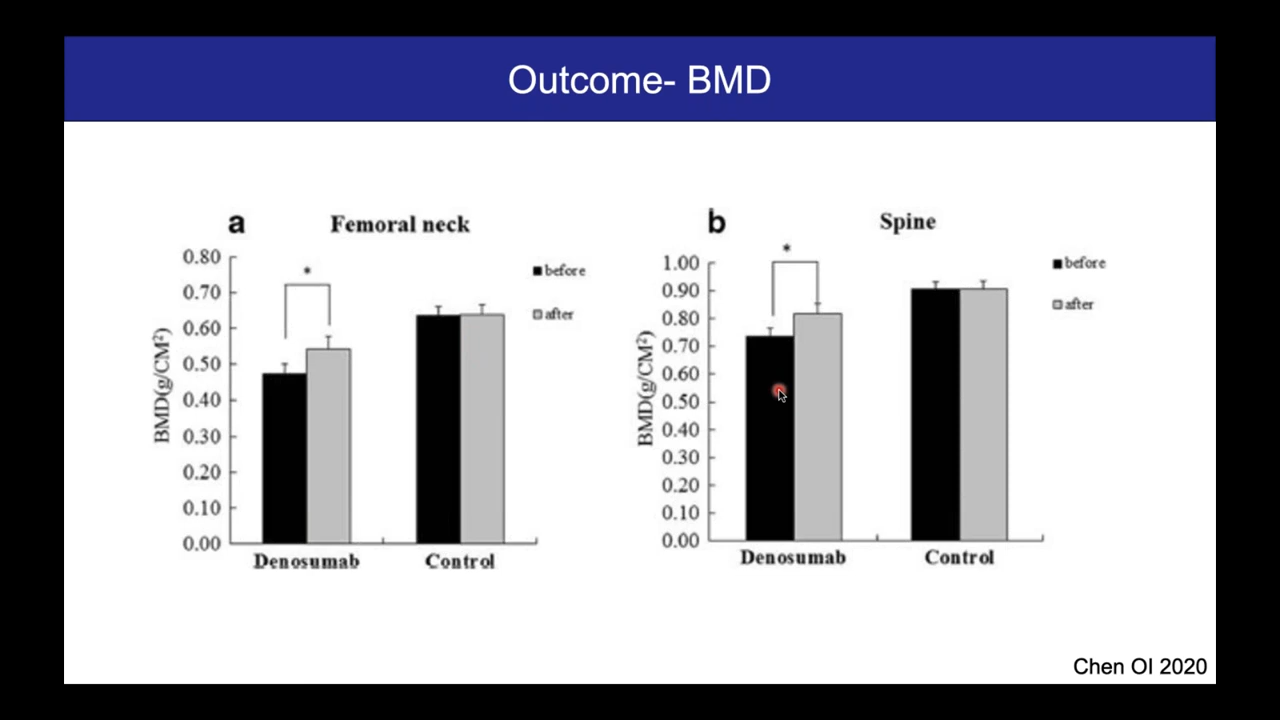 Outcome- BMD
a
Femoral neck
0.80
0.70
0.60
0.50
0.40
0.30
0.20
0.10
0.00
BMD(g/CM²)
*
before
after
Denosumab
Control
b
Spine
1.00
0.90
0.80
0.70
0.60
0.50
0.40
0.30
0.20
0.10
0.00
BMD(g/CM²)
*
before
after
Denosumab
Control
Chen OI 2020